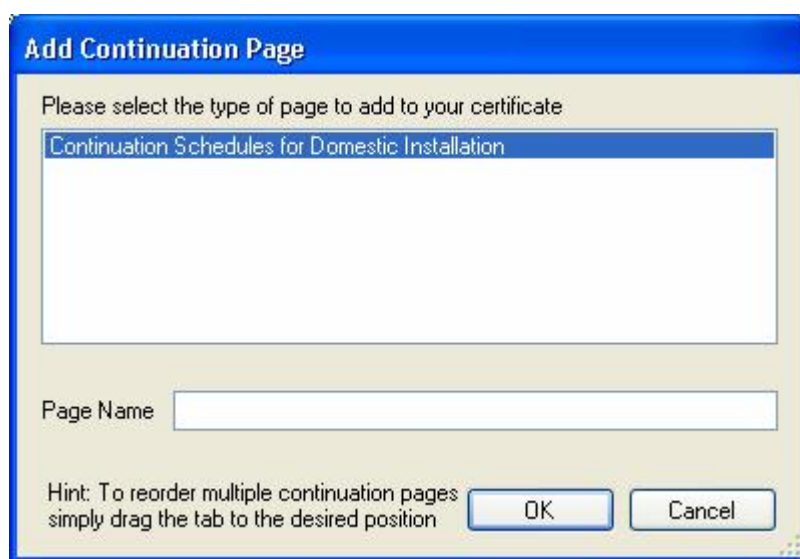 Add Continuation Page
Please select the type of page to add to your certificate
Continuation Schedules for Domestic Installation
Page Name
Hint: To reorder multiple continuation pages
simply drag the tab to the desired position
OK
Cancel